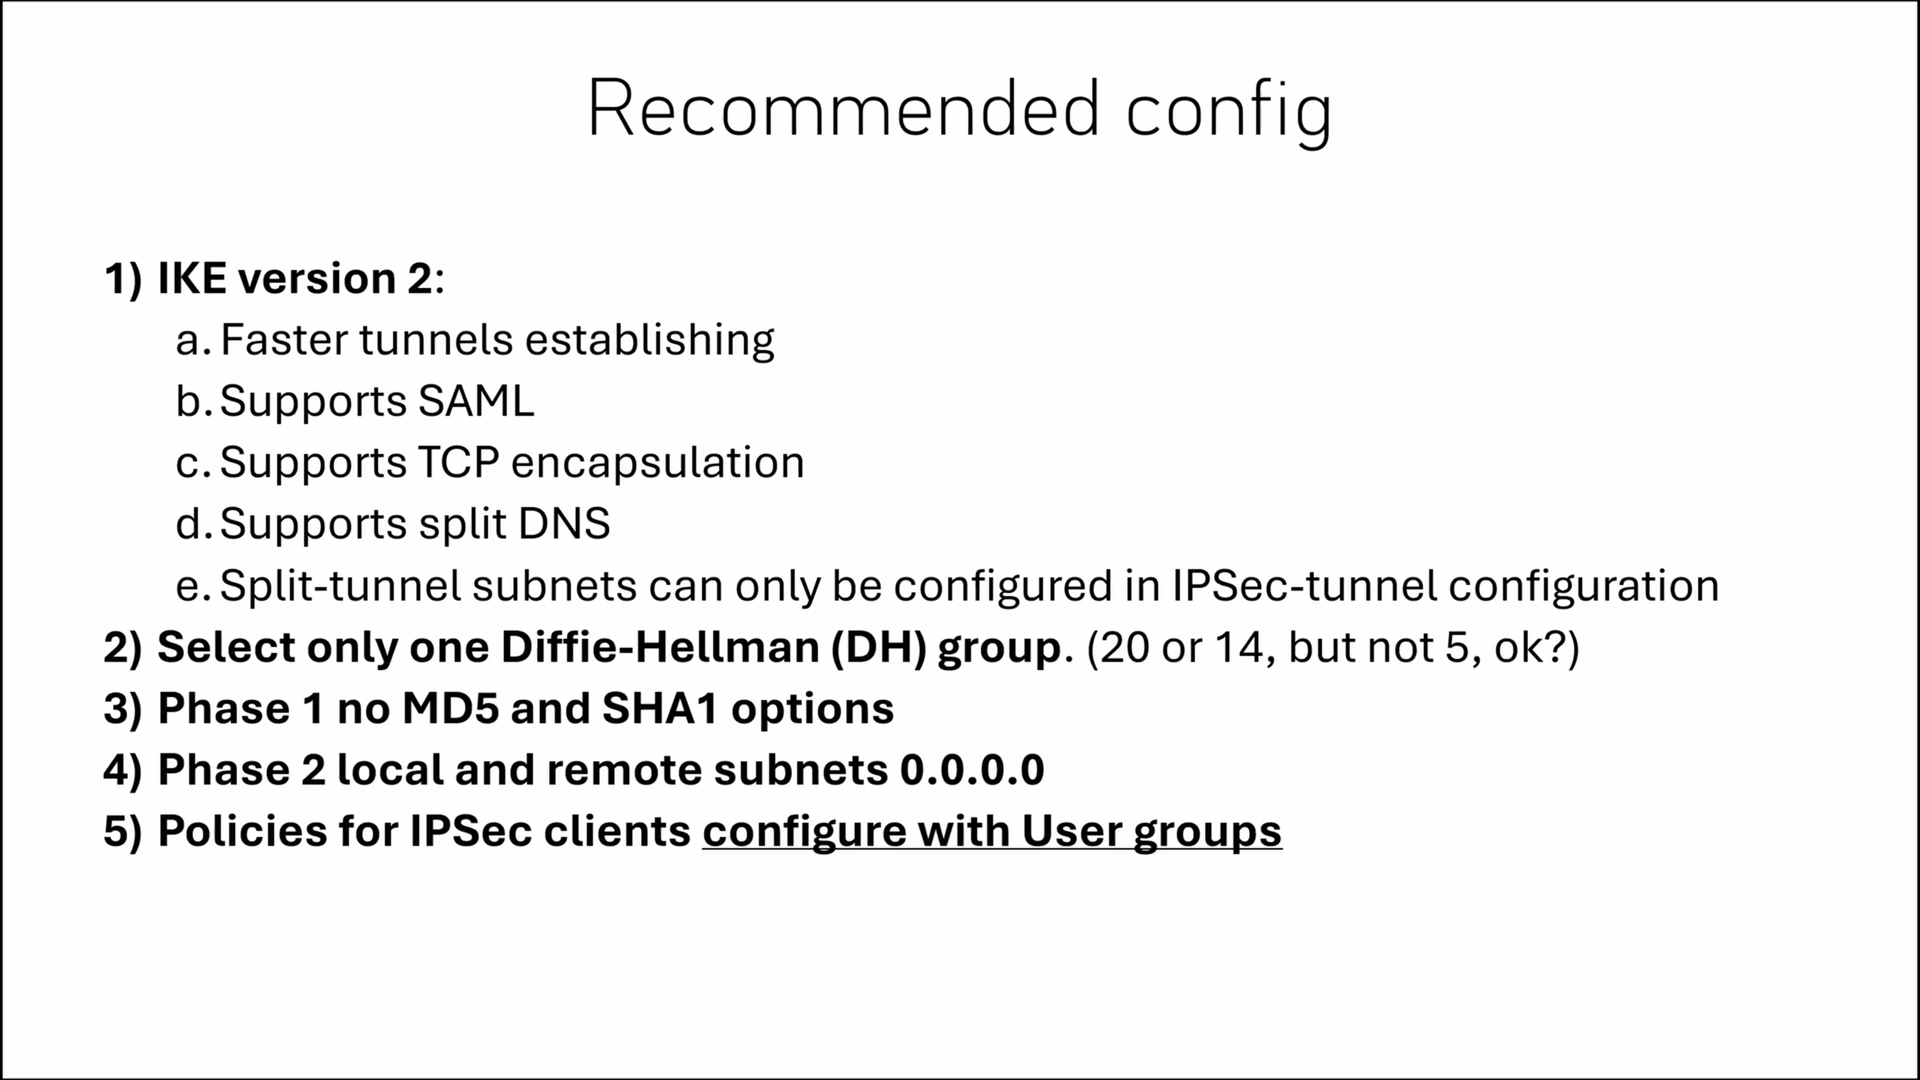 Recommended config
1) IKE version 2:
a. Faster tunnels establishing
b. Supports SAML
c. Supports TCP encapsulation
d. Supports split DNS
e. Split-tunnel subnets can only be configured in IPSec-tunnel configuration
2) Select only one Diffie-Hellman (DH) group. (20 or 14, but not 5, ok?)
3) Phase 1 no MD5 and SHA1 options
4) Phase 2 local and remote subnets 0.0.0.0
5) Policies for IPSec clients configure with User groups